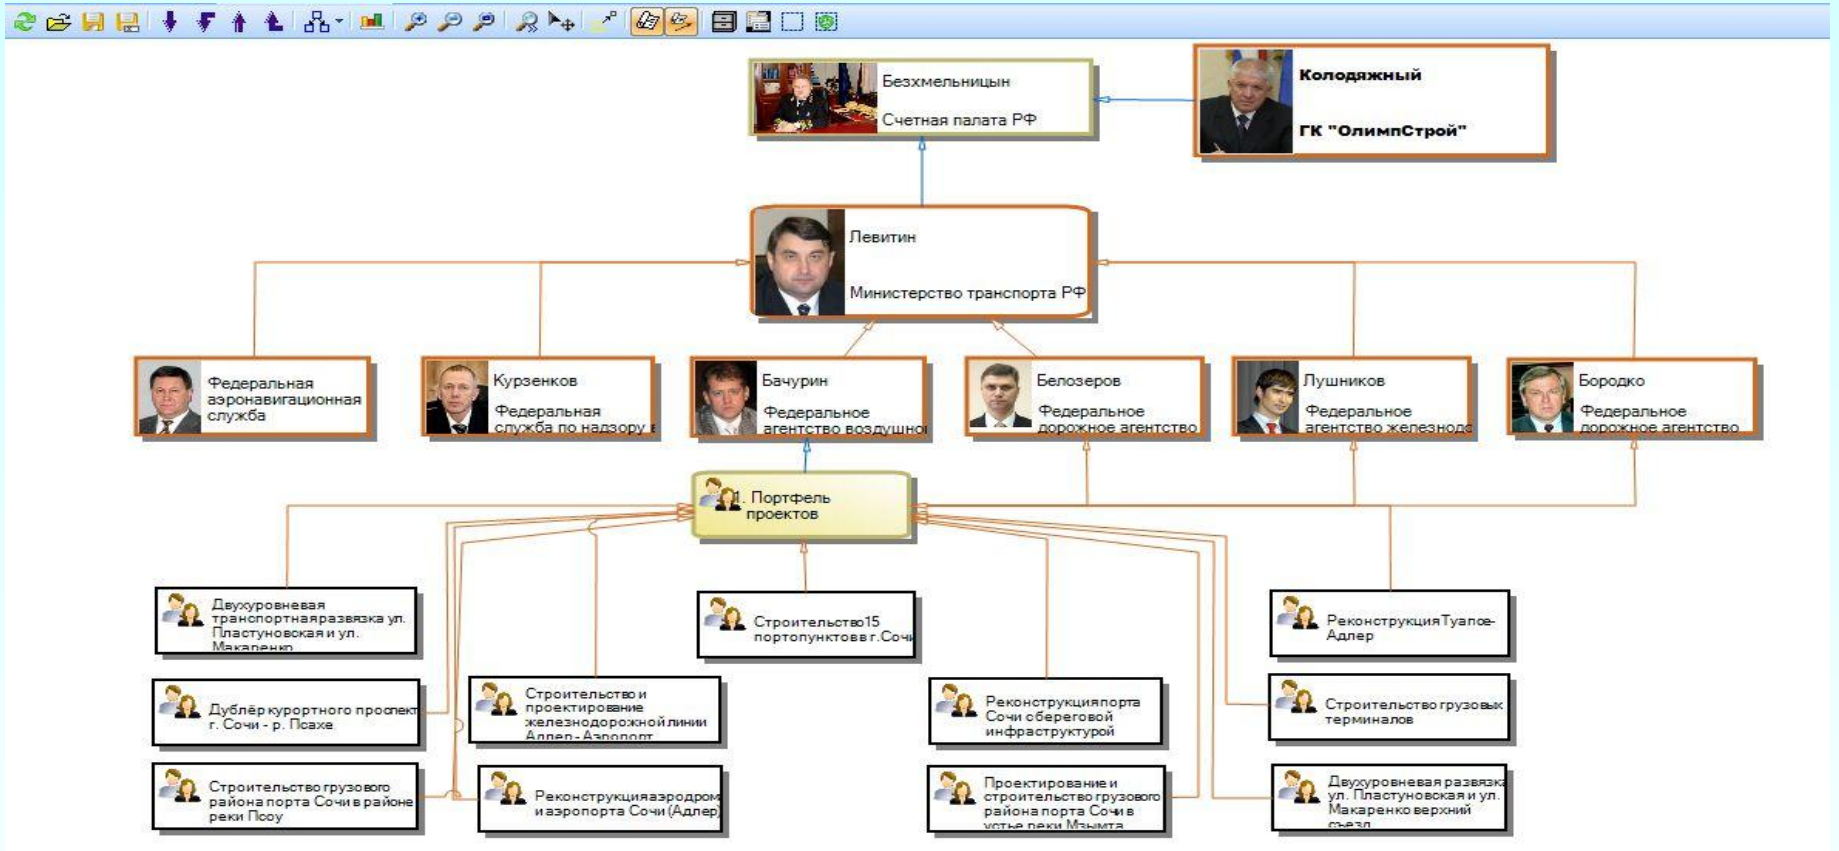 Безхмельницын
Счетная палата РФ
Колодяжный
ГК "ОлимпСтрой"
Левитин
Министерство транспорта РФ
Федеральная
аэронавигационная
служба
Курзенков
Федеральная
служба по надзору в
Бачурин
Федеральное
агентство воздушно
Белозеров
Федеральное
дорожное агентство
Лушников
Федеральное
агентство железнодо
Бородко
Федеральное
дорожное агентство
1. Портфель
проектов
Двухуровневая
транспортная развязка ул.
Пластуновская и ул.
Макаренко
Строительство 15
портопунктов в г. Сочи
Реконструкция Туапсе-
Адлер
Дублёр курортного проспект
г. Сочи - р. Псахе
Строительство и
проектирование
железнодорожной линии
Адлер - Аэропорт
Реконструкция порта
Сочи с береговой
инфраструктурой
Строительство грузовых
терминалов
Строительство грузового
района порта Сочи в районе
реки Псоу
Реконструкция аэродром
и аэропорта Сочи (Адлер)
Проектирование и
строительство грузового
района порта Сочи в
устье реки Мзымта
Двухуровневая развязка
ул. Пластуновская и ул.
Макаренко верхний
съезд